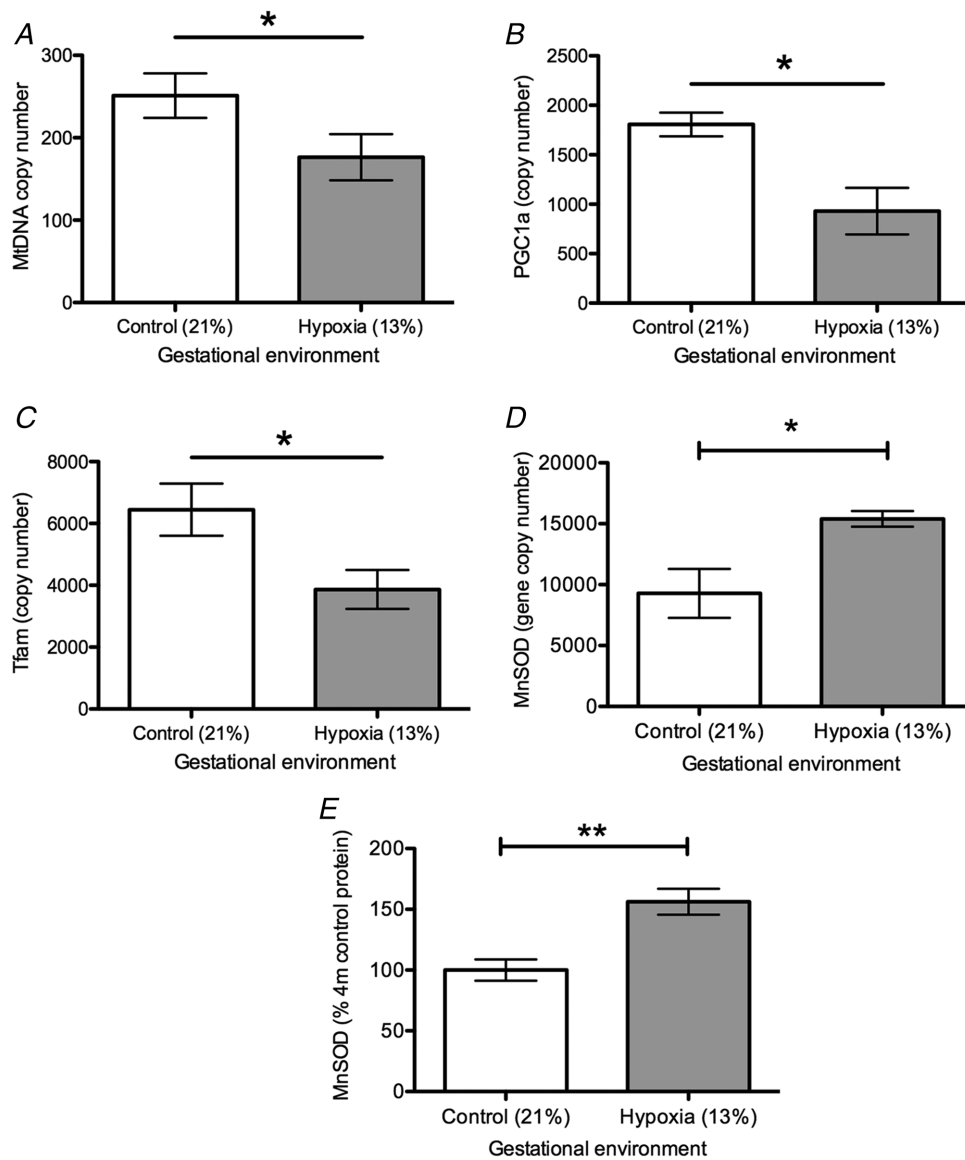 A
*
MtDNA copy number
300
200
100
0
Control (21%) Hypoxia (13%)
Gestational environment
B
*
PGC1a (copy number)
2500
2000
1500
1000
500
0
Control (21%) Hypoxia (13%)
Gestational environment
C
*
Tfam (copy number)
8000
6000
4000
2000
0
Control (21%) Hypoxia (13%)
Gestational environment
D
*
MnSOD (gene copy number)
20000
15000
10000
5000
0
Control (21%) Hypoxia (13%)
Gestational environment
E
**
MnSOD (% 4m control protein)
200
150
100
50
0
Control (21%) Hypoxia (13%)
Gestational environment